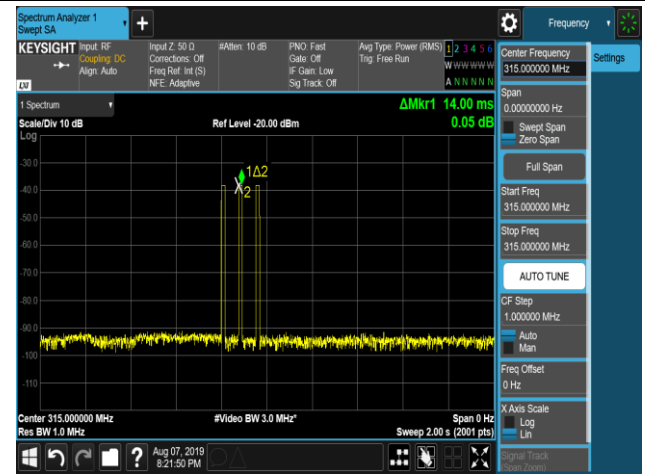 Spectrum Analyzer 1
Swept SA
+
Frequency
KEYSIGHT
Input: RF
Coupling: DC
Align: Auto
Input Z: 50 Ω
Corrections: Off
Freq Ref: Int (S)
NFE: Adaptive
#Atten: 10 dB
PNO: Fast
Gate: Off
IF Gain: Low
Sig Track: Off
Avg Type: Power (RMS)
Trig: Free Run
1 2 3 4 5 6
W W W W W W
A N N N N N
LXI
1 Spectrum
ΔMkr1 14.00 ms
0.05 dB
Scale/Div 10 dB
Ref Level -20.00 dBm
Log
-30.0
-40.0
-50.0
-60.0
-70.0
-80.0
-90.0
-100
-110
1Δ2
X
2
Center 315.000000 MHz
#Video BW 3.0 MHz*
Span 0 Hz
Res BW 1.0 MHz
Sweep 2.00 s (2001 pts)
?
Aug 07, 2019
8:21:50 PM
Center Frequency
315.000000 MHz
Settings
Span
0.00000000 Hz
Swept Span
Zero Span
Full Span
Start Freq
315.000000 MHz
Stop Freq
315.000000 MHz
AUTO TUNE
CF Step
1.000000 MHz
Auto
Man
Freq Offset
0 Hz
X Axis Scale
Log
Lin
Signal Track
(Span Zoom)